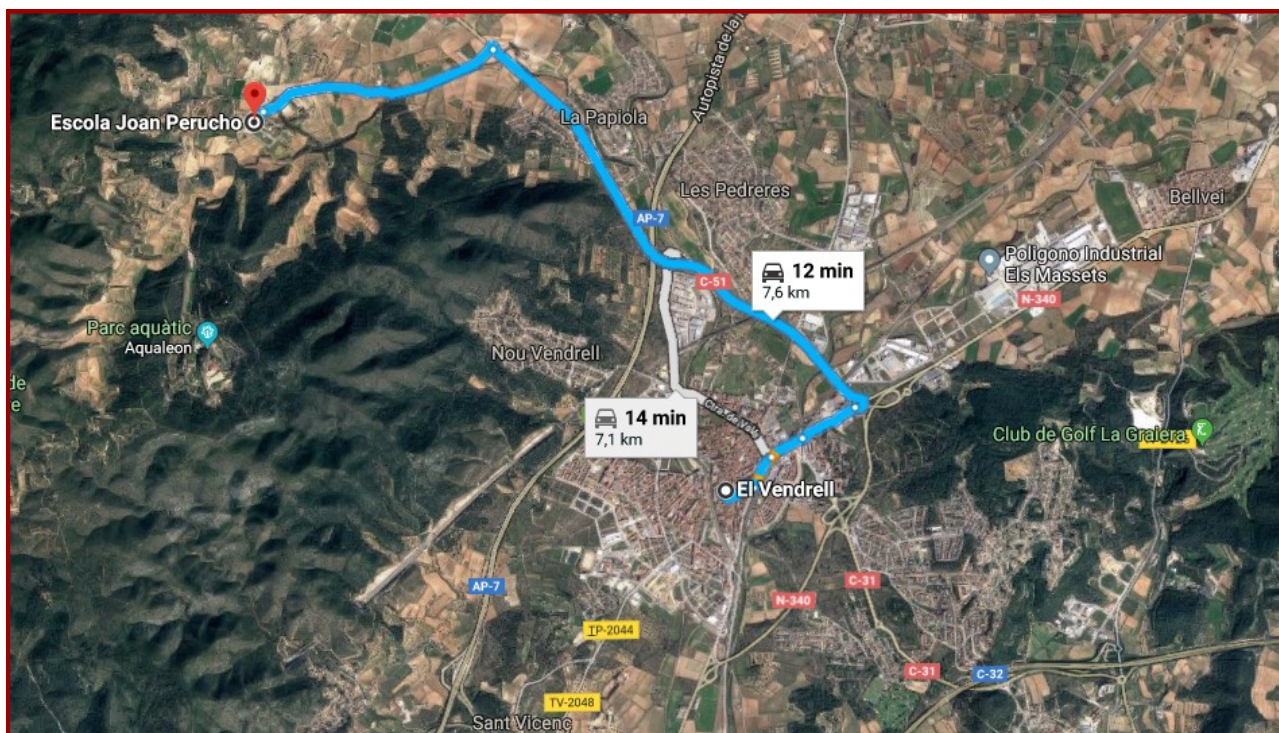 Autopista de la
La Papiola
Escola Joan Perucho
Les Pedreres
Bellvei
AP-7
12 min
7,6 km
C-51
Poligono Industrial
Els Massets
N-340
Parc aquàtic
Aqualeon
Nou Vendrell
de
e
14 min
7,1 km
Club de Golf La Graiera
El Vendrell
AP-7
C-31
N-340
TP-2044
C-31
C-32
TV-2048
Sant Vicenç